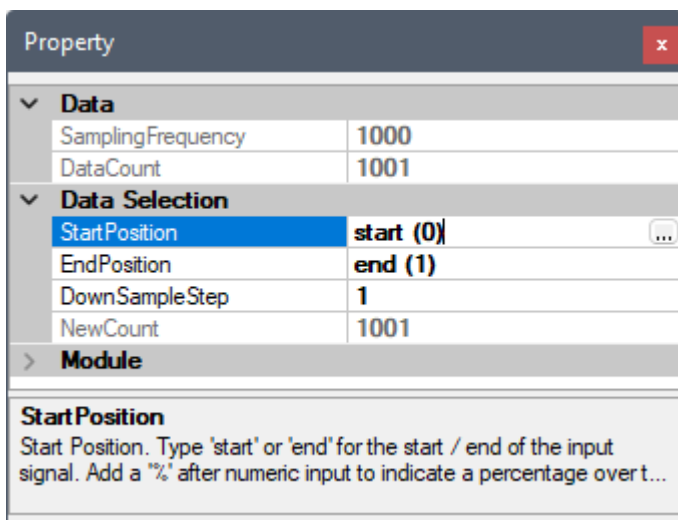 Property
x
Data
SamplingFrequency 1000
DataCount 1001
Data Selection
StartPosition start (0) ...
EndPosition end (1)
DownSampleStep 1
NewCount 1001
Module
StartPosition
Start Position. Type 'start' or 'end' for the start / end of the input
signal. Add a '%' after numeric input to indicate a percentage over t...